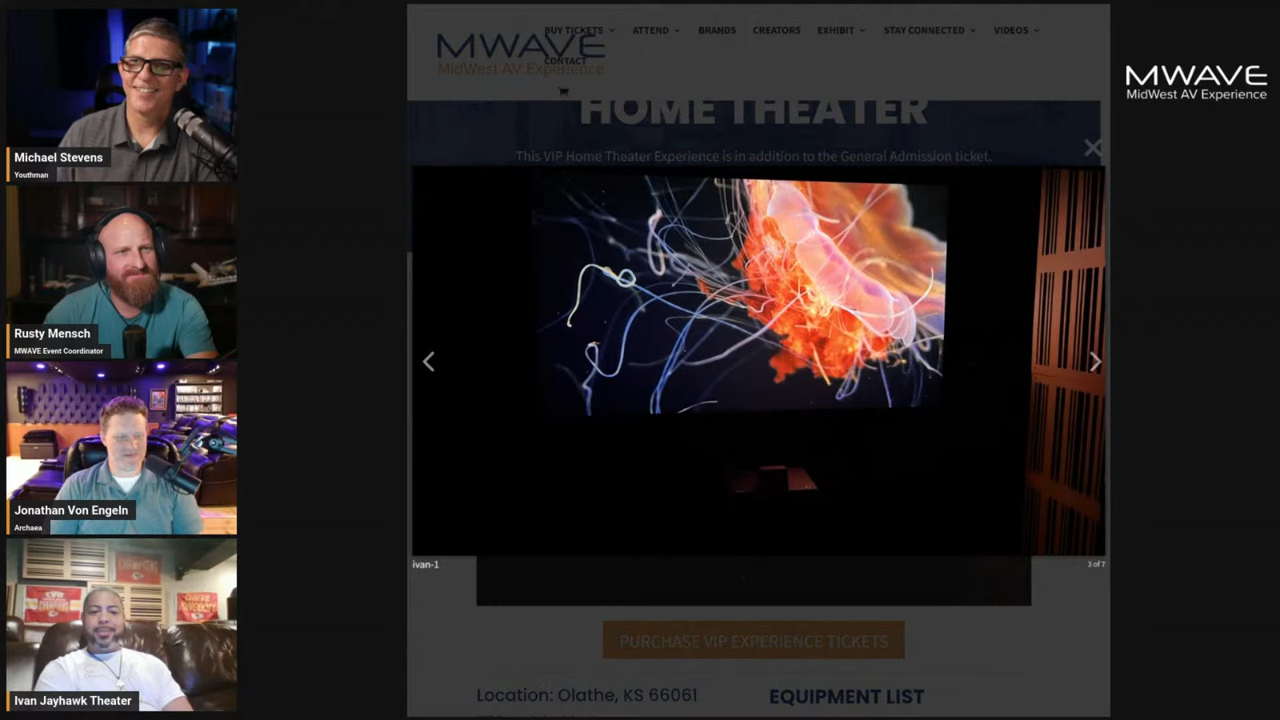 Michael Stevens
Youthman
Rusty Mensch
MWAVE Event Coordinator
Jonathan Von Engeln
Archaea
Ivan Jayhawk Theater
MWAVE
MidWest AV Experience
BUY TICKETS
ATTEND
BRANDS
CREATORS
EXHIBIT
STAY CONNECTED
VIDEOS
CONTACT
HOME THEATER
This VIP Home Theater Experience is in addition to the General Admission ticket.
ivan-1
3 of 7
PURCHASE VIP EXPERIENCE TICKETS
Location: Olathe, KS 66061
EQUIPMENT LIST
MWAVE
MidWest AV Experience